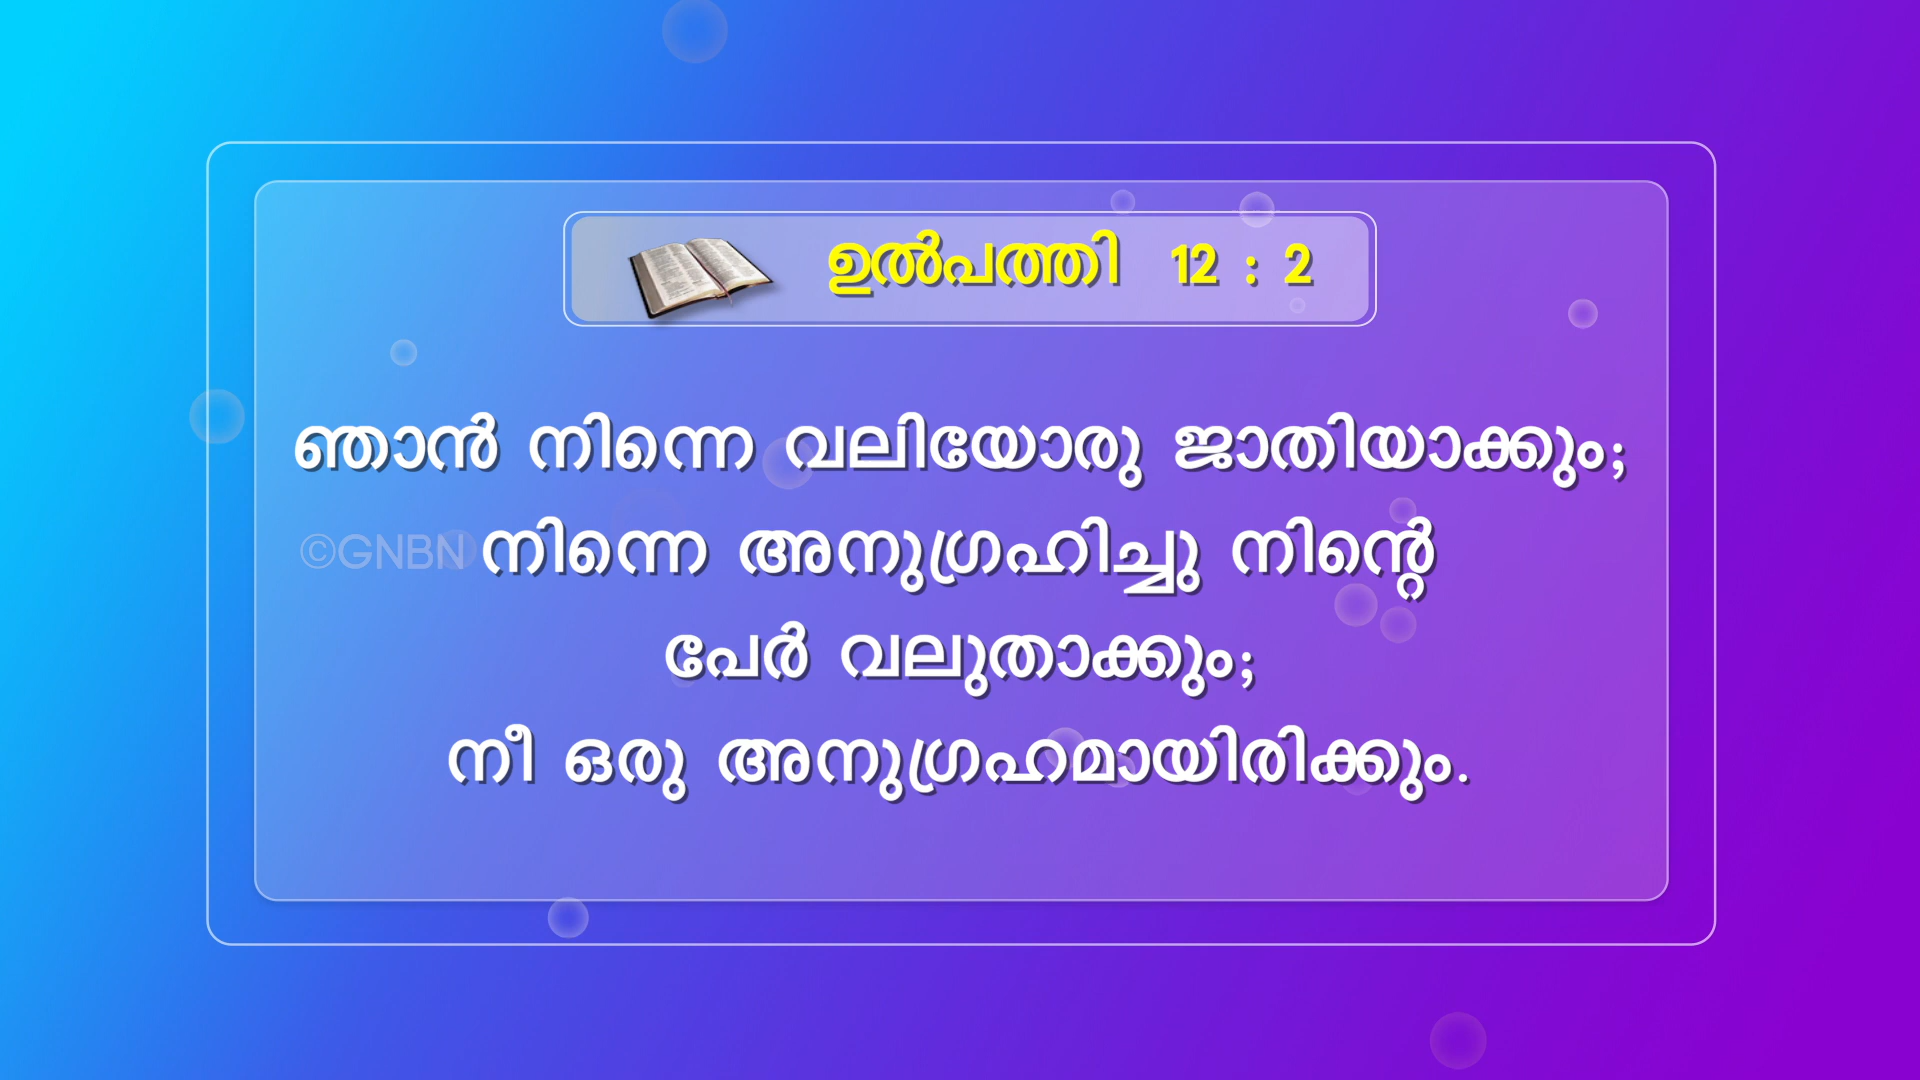 ഉൽപത്തി 12 : 2
ഞാൻ നിന്നെ വലിയോരു ജാതിയാക്കും;
©GNBN നിന്നെ അനുഗ്രഹിച്ചു നിന്റെ
പേർ വലുതാക്കും;
നീ ഒരു അനുഗ്രഹമായിരിക്കും.